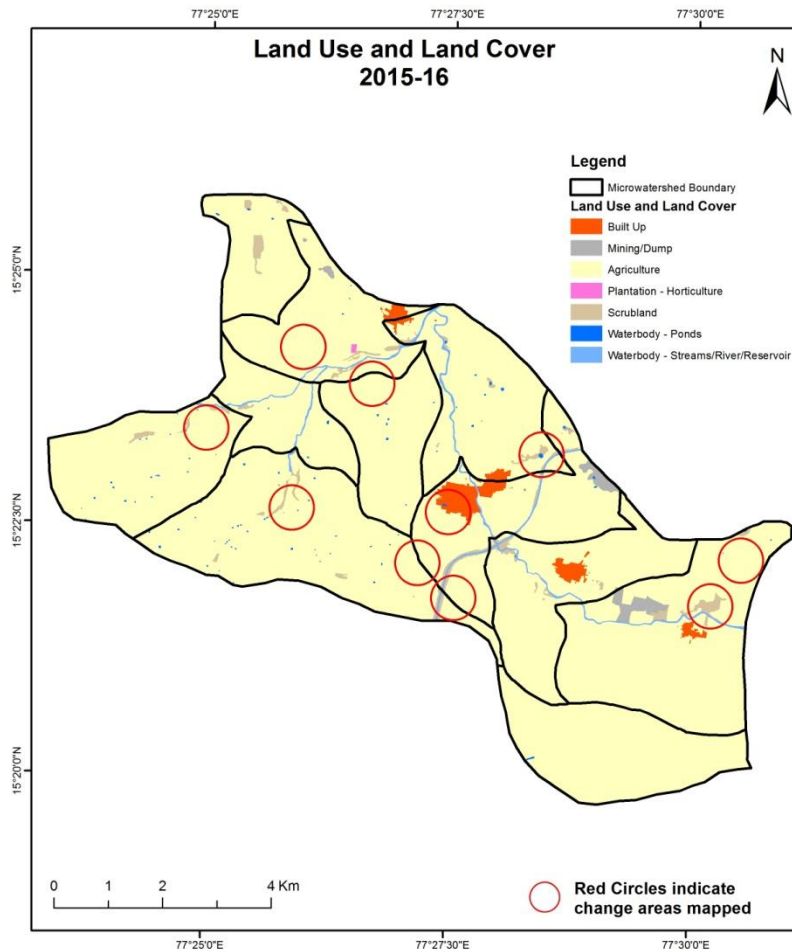 77°25'0"E
77°27'30"E
77°30'0"E
Land Use and Land Cover
2015-16
N
Legend
Microwatershed Boundary
Land Use and Land Cover
Built Up
Mining/Dump
Agriculture
Plantation - Horticulture
Scrubland
Waterbody - Ponds
Waterbody - Streams/River/Reservoir
15°25'0"N
15°22'30"N
15°20'0"N
0 1 2 4 Km
Red Circles indicate
change areas mapped
77°25'0"E
77°27'30"E
77°30'0"E